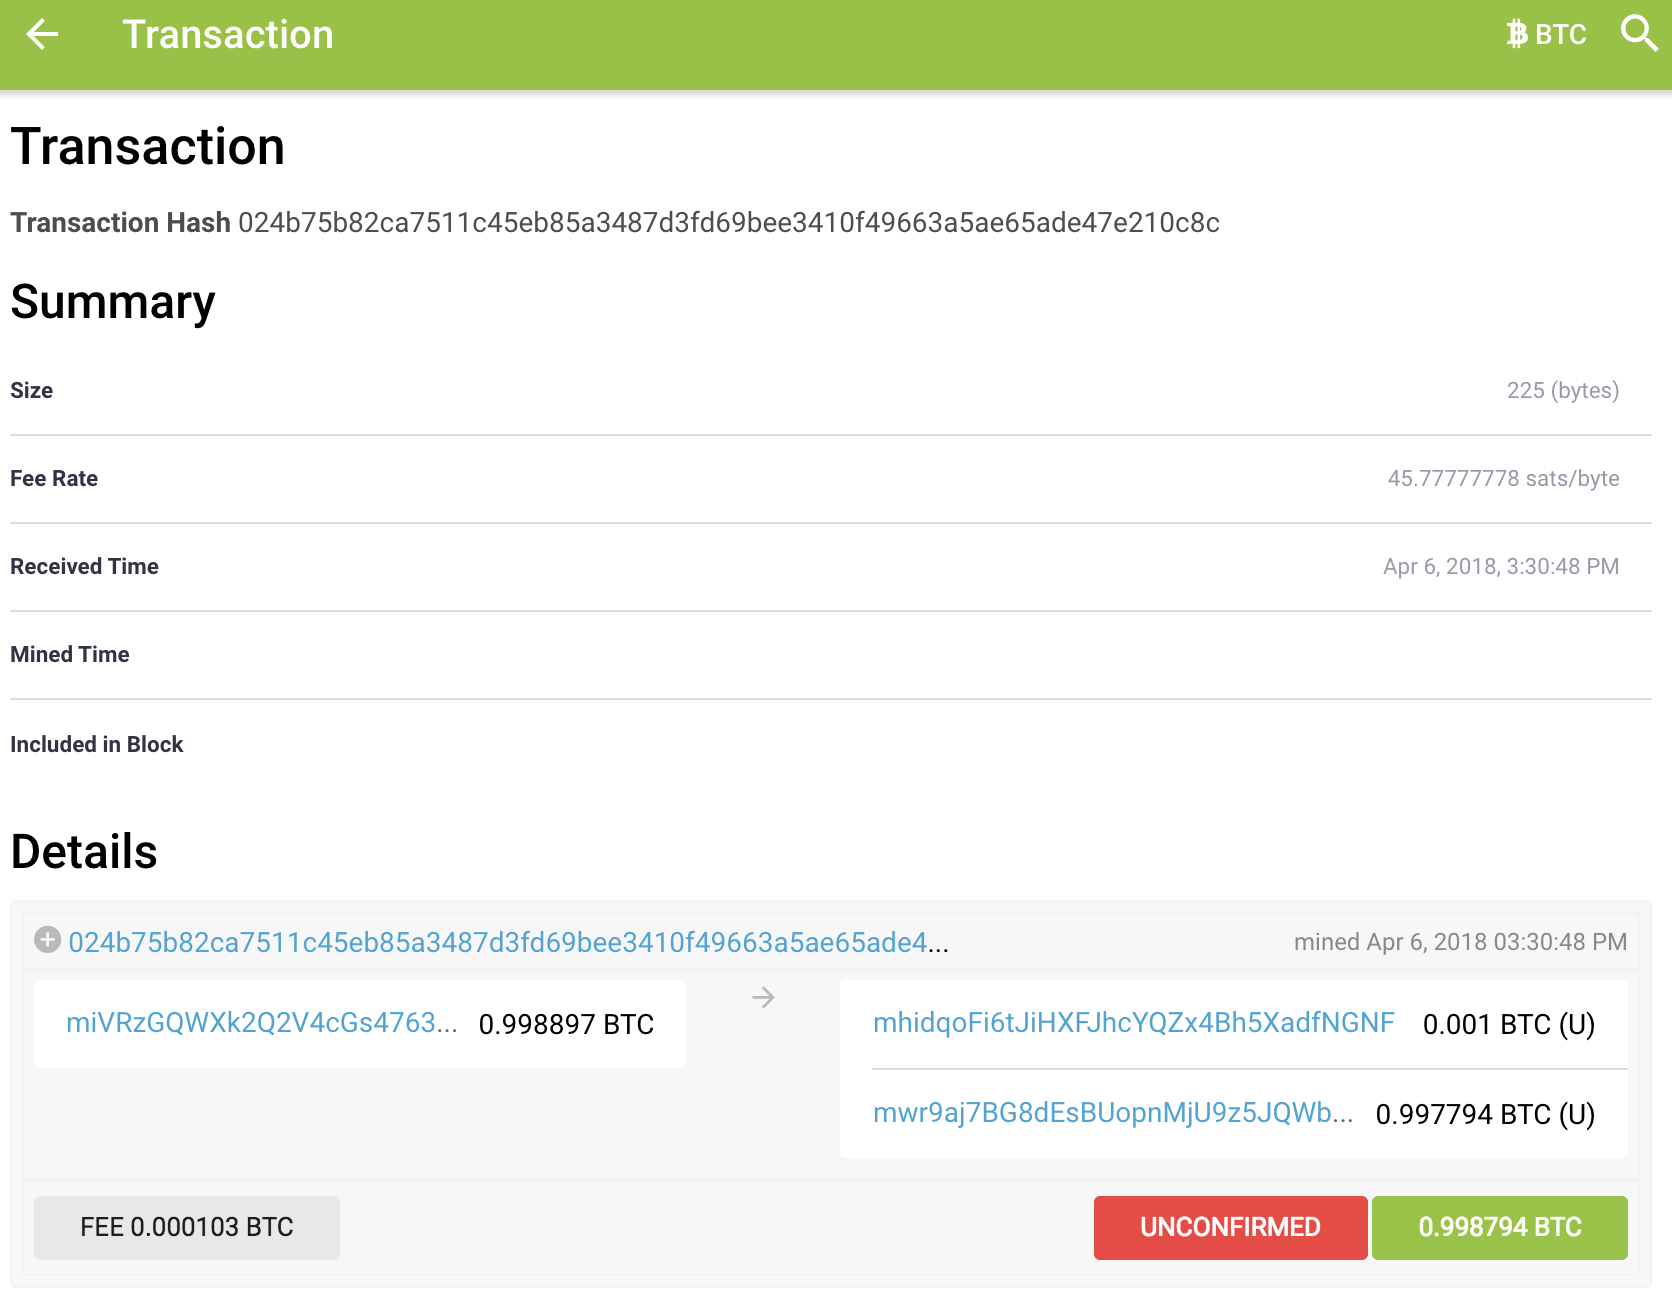 Transaction
BTC
Transaction
Transaction Hash 024b75b82ca7511c45eb85a3487d3fd69bee3410f49663a5ae65ade47e210c8c
Summary
Size 225 (bytes)
Fee Rate 45.77777778 sats/byte
Received Time Apr 6, 2018, 3:30:48 PM
Mined Time
Included in Block
Details
024b75b82ca7511c45eb85a3487d3fd69bee3410f49663a5ae65ade4... mined Apr 6, 2018 03:30:48 PM
miVRzGQWXk2Q2V4cGs4763... 0.998897 BTC
mhidqoFi6tJiHXFJhcYQZx4Bh5XadfNGNF 0.001 BTC (U)
mwr9aj7BG8dEsBUopnMjU9z5JQWb... 0.997794 BTC (U)
FEE 0.000103 BTC
UNCONFIRMED
0.998794 BTC